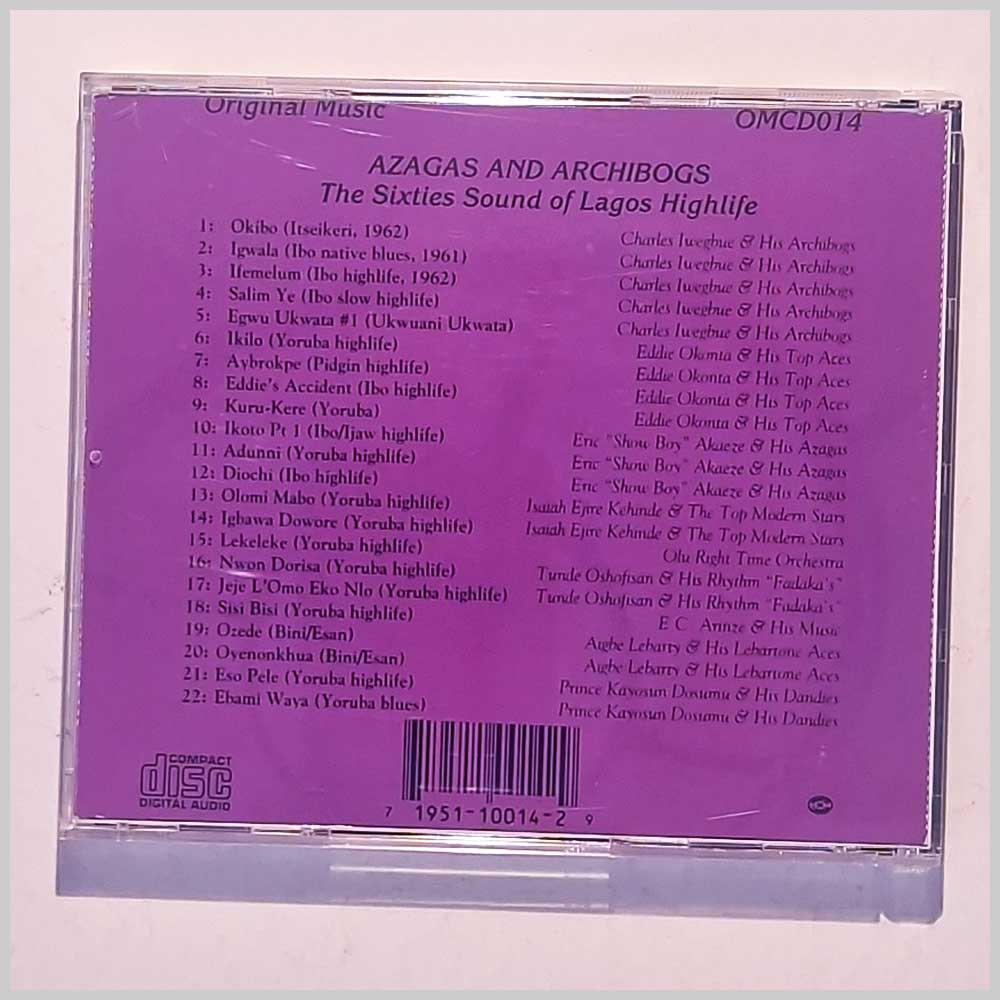 Original Music OMCD014
AZAGAS AND ARCHIBOGS
The Sixties Sound of Lagos Highlife
1: Okibo (Itseikeri, 1962) Charles Iwegbue & His Archibogs
2: Igwala (Ibo native blues, 1961) Charles Iwegbue & His Archibogs
3: Ifemelum (Ibo highlife, 1962) Charles Iwegbue & His Archibogs
4: Salim Ye (Ibo slow highlife) Charles Iwegbue & His Archibogs
5: Egwu Ukwata #1 (Ukwuani Ukwata) Charles Iwegbue & His Archibogs
6: Ikilo (Yoruba highlife) Eddie Okonta & His Top Aces
7: Aybrokpe (Pidgin highlife) Eddie Okonta & His Top Aces
8: Eddie's Accident (Ibo highlife) Eddie Okonta & His Top Aces
9: Kuru-Kere (Yoruba) Eddie Okonta & His Top Aces
10: Ikoto Pt 1 (Ibo/Ijaw highlife) Eric "Show Boy" Akaeze & His Azagas
11: Adunni (Yoruba highlife) Eric "Show Boy" Akaeze & His Azagas
12: Diochi (Ibo highlife) Eric "Show Boy" Akaeze & His Azagas
13: Olomi Mabo (Yoruba highlife) Isaiah Ejire Kehinde & The Top Modern Stars
14: Igbawa Dowore (Yoruba highlife) Isaiah Ejire Kehinde & The Top Modern Stars
15: Lekeleke (Yoruba highlife) Olu Right Time Orchestra
16: Nwon Dorisa (Yoruba highlife) Tunde Oshofisan & His Rhythm "Fadaka's"
17: Jeje L'Omo Eko Nlo (Yoruba highlife) Tunde Oshofisan & His Rhythm "Fadaka's"
18: Sisi Bisi (Yoruba highlife) E C Arinze & His Music
19: Ozede (Bini/Esan) Aigbe Lebarry & His Lebartone Aces
20: Oyenonkhua (Bini/Esan) Aigbe Lebarry & His Lebartone Aces
21: Eso Pele (Yoruba highlife) Prince Kayosun Dosumu & His Dandies
22: Ebami Waya (Yoruba blues) Prince Kayosun Dosumu & His Dandies
COMPACT
disc
DIGITAL AUDIO
7 1951-10014-2 9